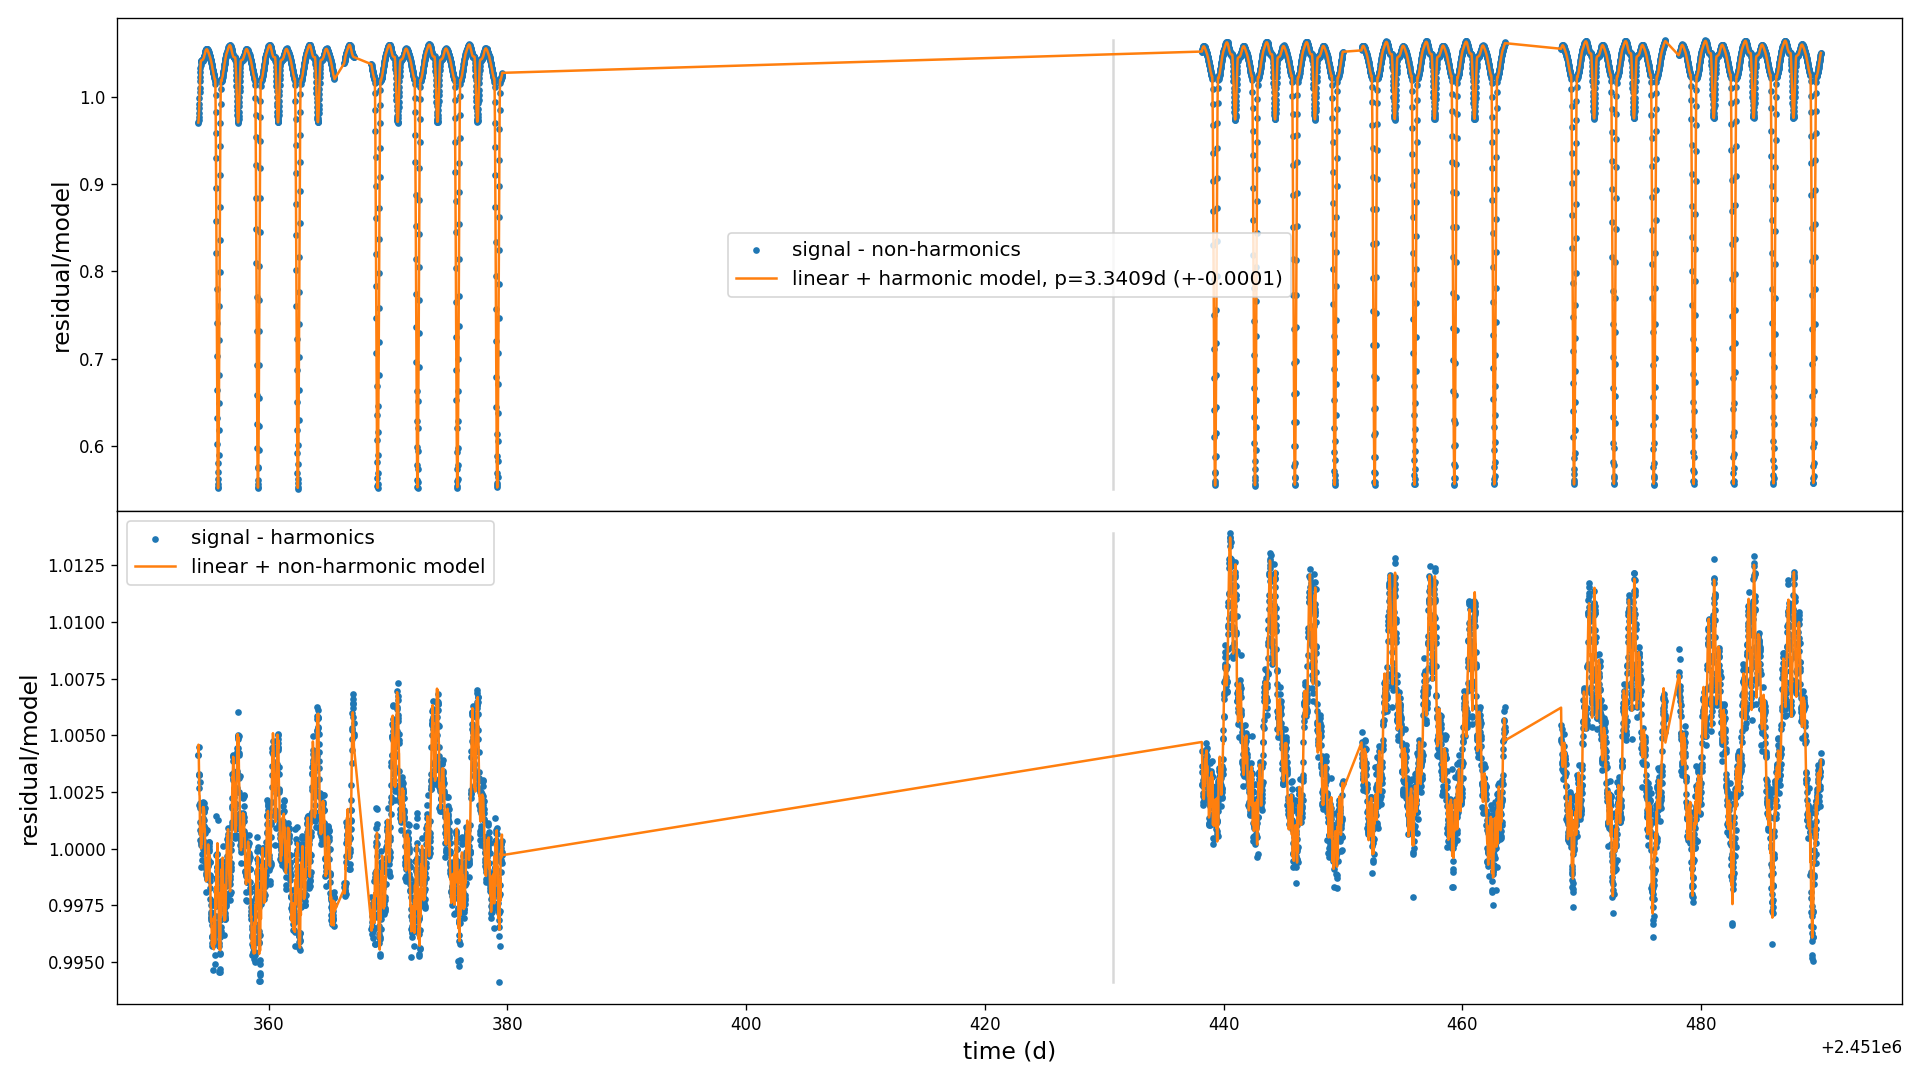 1.0
0.9
0.8
0.7
0.6
residual/model
signal - non-harmonics
linear + harmonic model, p=3.3409d (+-0.0001)
signal - harmonics
linear + non-harmonic model
1.0125
1.0100
1.0075
1.0050
1.0025
1.0000
0.9975
0.9950
residual/model
360
380
400
420
440
460
480
time (d)
+2.451e6